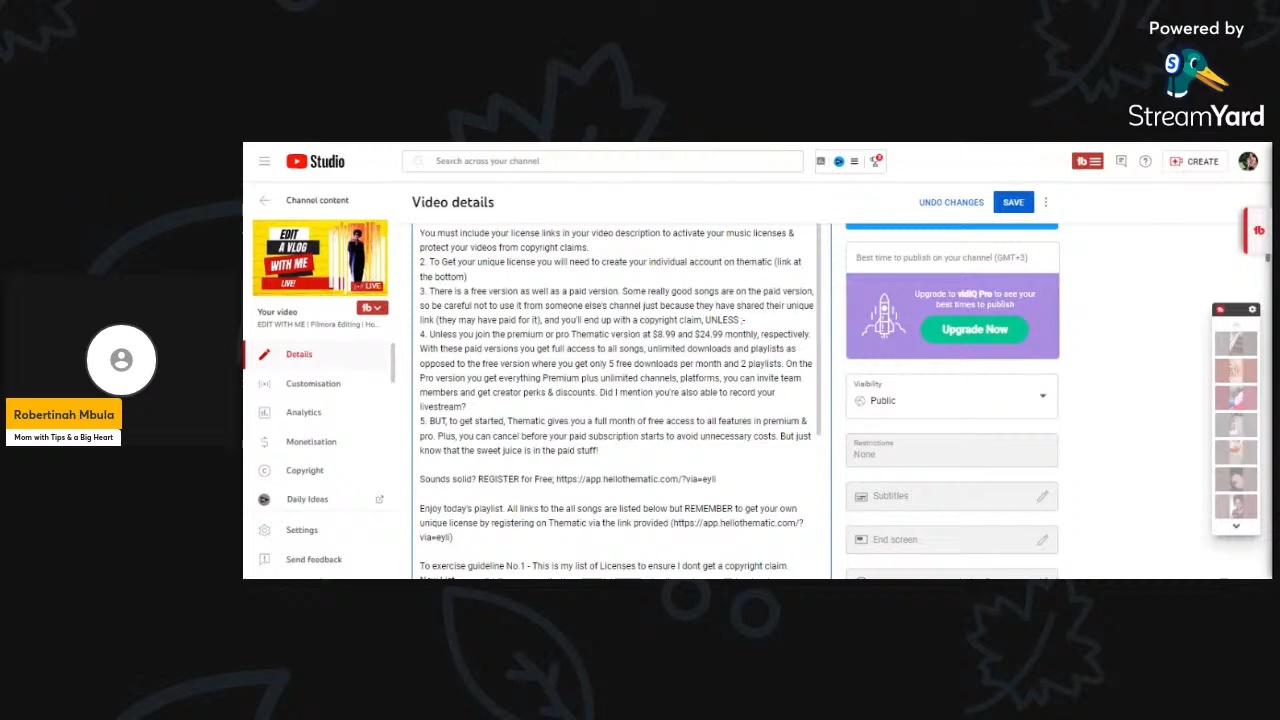 Powered by
StreamYard
Studio
Search across your channel
CREATE
Channel content
Video details
UNDO CHANGES
SAVE
EDIT
A VLOG
WITH ME
LIVE!
LIVE
Your video
EDIT WITH ME | Filmora Editing | Ho...
Details
Customisation
Analytics
Monetisation
Copyright
Daily Ideas
Settings
Send feedback
You must include your license links in your video description to activate your music licenses &
protect your videos from copyright claims.
2. To Get your unique license you will need to create your individual account on thematic (link at
the bottom)
3. There is a free version as well as a paid version. Some really good songs are on the paid version,
so be careful not to use it from someone else's channel just because they have shared their unique
link (they may have paid for it), and you'll end up with a copyright claim, UNLESS ;-
4. Unless you join the premium or pro Thematic version at $8.99 and $24.99 monthly, respectively.
With these paid versions you get full access to all songs, unlimited downloads and playlists as
opposed to the free version where you get only 5 free downloads per month and 2 playlists. On the
Pro version you get everything Premium plus unlimited channels, platforms, you can invite team
members and get creator perks & discounts. Did I mention you're also able to record your
livestream?
5. BUT, to get started, Thematic gives you a full month of free access to all features in premium &
pro. Plus, you can cancel before your paid subscription starts to avoid unnecessary costs. But just
know that the sweet juice is in the paid stuff!
Sounds solid? REGISTER for Free; https://app.hellothematic.com/?via=eyli
Enjoy today's playlist. All links to the all songs are listed below but REMEMBER to get your own
unique license by registering on Thematic via the link provided (https://app.hellothematic.com/?
via=eyli)
To exercise guideline No.1 - This is my list of Licenses to ensure I dont get a copyright claim.
Best time to publish on your channel (GMT+3)
Upgrade to vidIQ Pro to see your
best times to publish
Upgrade Now
Visibility
Public
Restrictions
None
Subtitles
End screen
Robertinah Mbula
Mom with Tips & a Big Heart